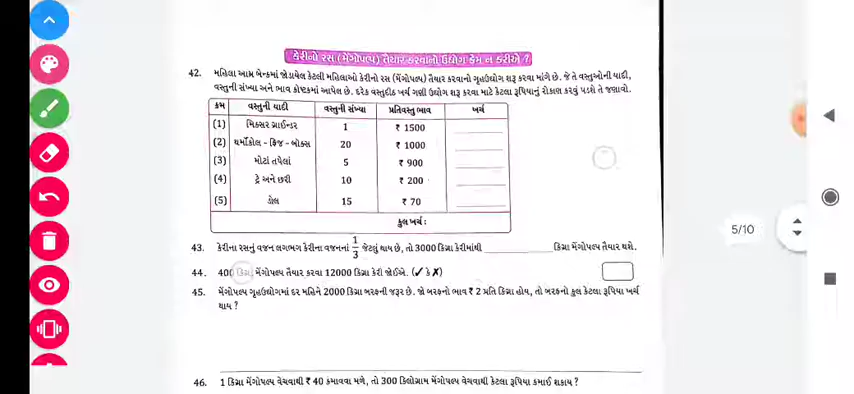 કેરીનો રસ (મેંગોપલ્પ) તૈયાર કરવાનો ઉદ્યોગ કેમ ન કરીએ ?
42. મહિલા આમ બેન્કમાં જોડાયેલ કેટલી મહિલાઓ કેરીનો રસ (મેંગોપલ્પ) તૈયાર કરવાનો ગૃહઉદ્યોગ શરૂ કરવા માંગે છે. જે તે વસ્તુઓની યાદી,
વસ્તુની સંખ્યા અને ભાવ કોષ્ટકમાં આપેલ છે. દરેક વસ્તુદીઠ ખર્ચ ગણી ઉદ્યોગ શરૂ કરવા માટે કેટલા રૂપિયાનું રોકાણ કરવું પડશે તે જણાવો.
ક્રમ વસ્તુની યાદી વસ્તુની સંખ્યા પ્રતિવસ્તુ ભાવ ખર્ચ
(1) મિક્સર ગ્રાઈન્ડર 1 ₹ 1500
(2) થર્મોકોલ - ફ્રિજ - બોક્સ 20 ₹ 1000
(3) મોટાં તપેલાં 5 ₹ 900
(4) ટ્રે અને છરી 10 ₹ 200
(5) ડોલ 15 ₹ 70
કુલ ખર્ચ :
5/10
43. કેરીના રસનું વજન લગભગ કેરીના વજનનાં 1/3 જેટલું થાય છે, તો 3000 કિગ્રા કેરીમાંથી ____________ કિગ્રા મેંગોપલ્પ તૈયાર થશે.
44. 400 કિગ્રા મેંગોપલ્પ તૈયાર કરવા 12000 કિગ્રા કેરી જોઈએ. (✓ કે ✗)
45. મેંગોપલ્પ ગૃહઉદ્યોગમાં દર મહિને 2000 કિગ્રા બરફની જરૂર છે. જો બરફનો ભાવ ₹ 2 પ્રતિ કિગ્રા હોય, તો બરફનો કુલ કેટલા રૂપિયા ખર્ચ
થાય ?
46. 1 કિગ્રા મેંગોપલ્પ વેચવાથી ₹ 40 કમાવવા મળે, તો 300 કિલોગ્રામ મેંગોપલ્પ વેચવાથી કેટલા રૂપિયા કમાઈ શકાય ?